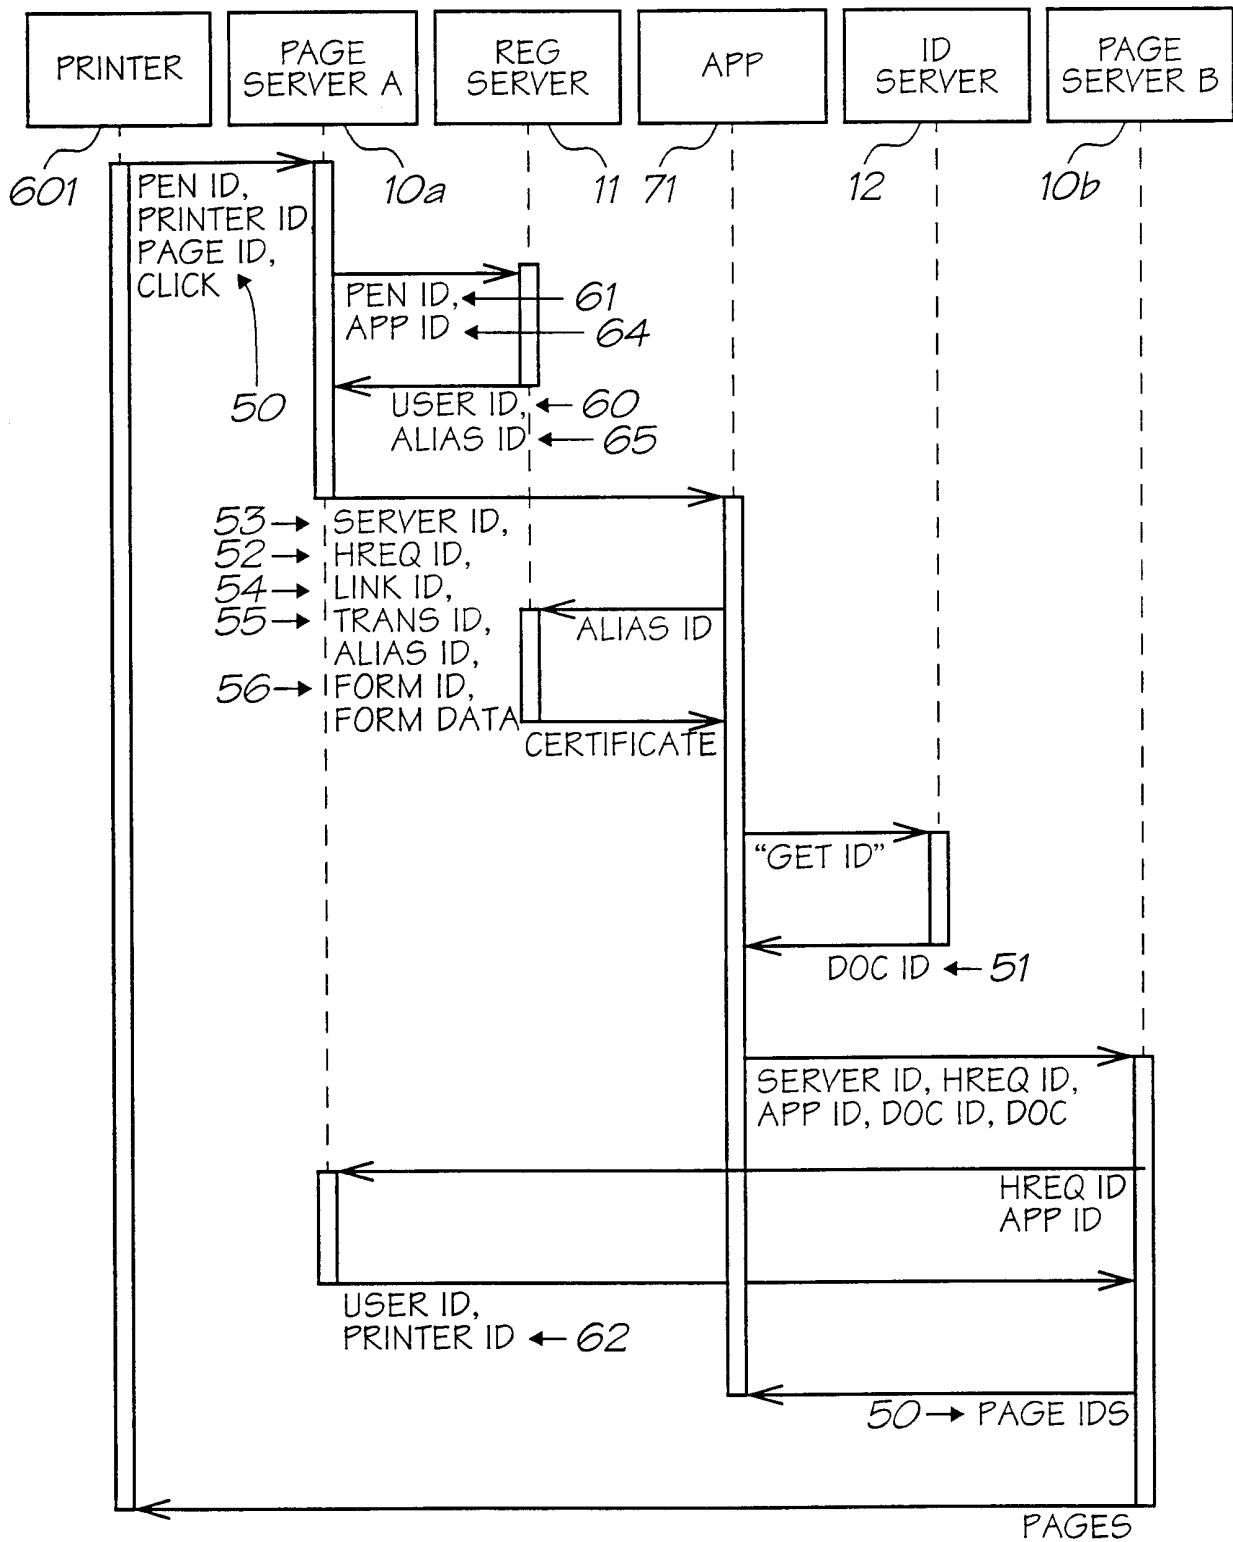 PRINTER
PAGE
SERVER A
REG
SERVER
APP
ID
SERVER
PAGE
SERVER B
601
10a
11
71
12
10b
PEN ID,
PRINTER ID
PAGE ID,
CLICK
50
PEN ID, 61
APP ID 64
USER ID, 60
ALIAS ID 65
53 SERVER ID,
52 HREQ ID,
54 LINK ID,
55 TRANS ID,
ALIAS ID,
56 FORM ID,
FORM DATA
ALIAS ID
CERTIFICATE
“GET ID”
DOC ID 51
SERVER ID, HREQ ID,
APP ID, DOC ID, DOC
HREQ ID
APP ID
USER ID,
PRINTER ID 62
50 PAGE IDS
PAGES